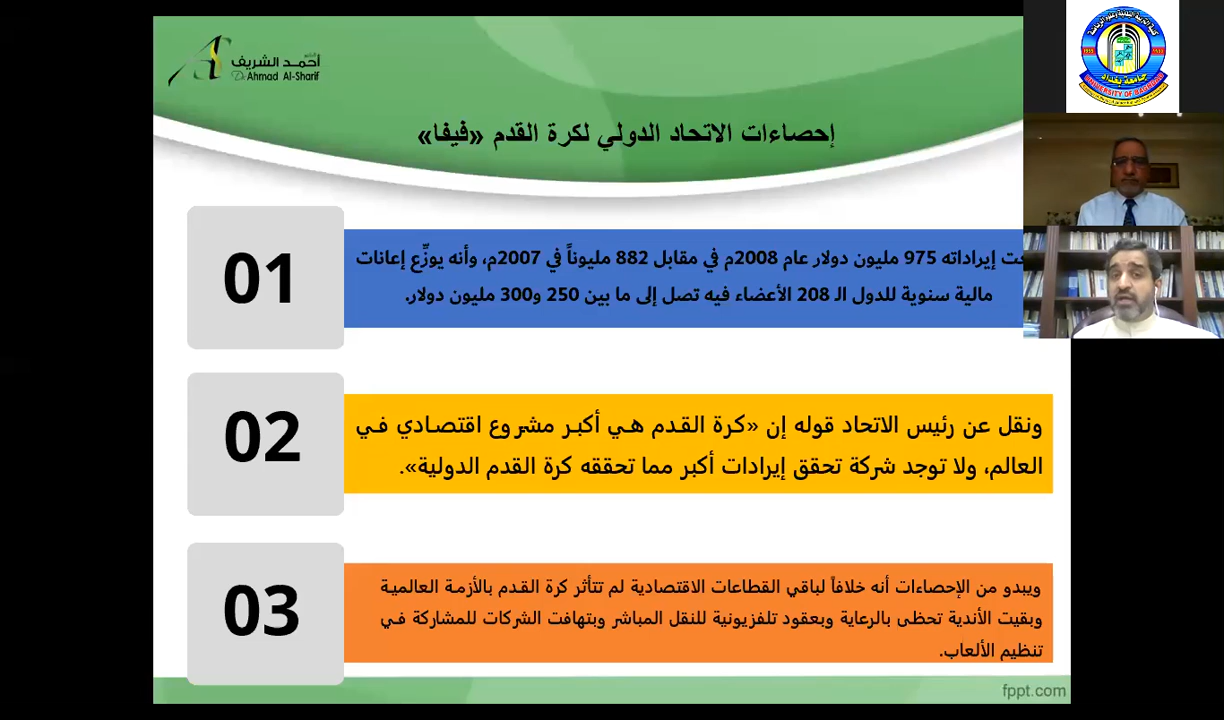 أحمد الشريف
Dr.Ahmad Al-Sharif
UNIVERSITY OF BAGHDAD
إحصاءات الاتحاد الدولي لكرة القدم «فيفا»
01
إيراداته 975 مليون دولار عام 2008م في مقابل 882 مليوناً في 2007م، وأنه يوزِّع إعانات
مالية سنوية للدول الـ 208 الأعضاء فيه تصل إلى ما بين 250 و300 مليون دولار.
02
ونقل عن رئيس الاتحاد قوله إن «كرة القدم هي أكبر مشروع اقتصادي في
العالم، ولا توجد شركة تحقق إيرادات أكبر مما تحققه كرة القدم الدولية».
03
ويبدو من الإحصاءات أنه خلافاً لباقي القطاعات الاقتصادية لم تتأثر كرة القدم بالأزمة العالمية
وبقيت الأندية تحظى بالرعاية وبعقود تلفزيونية للنقل المباشر وبتهافت الشركات للمشاركة في
تنظيم الألعاب.
fppt.com